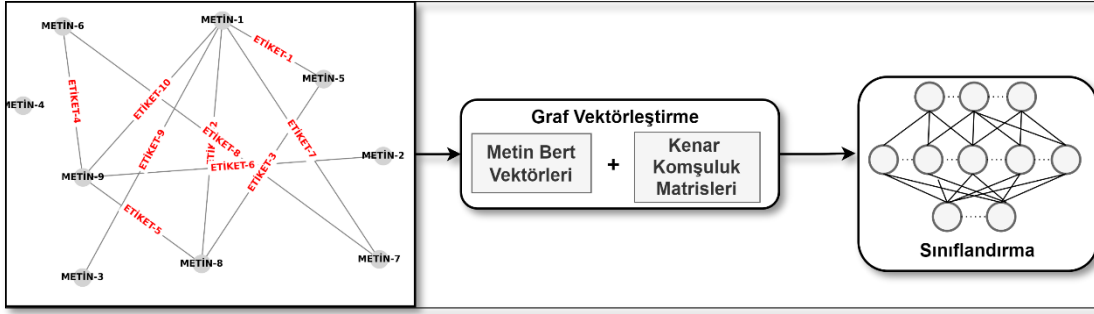 METİN-6
METİN-1
ETİKET-1
METİN-5
ETİKET-10
METİN-4
ETİKET-4
ETİKET-9
ETİKET-8
ETİKET-7
ETİKET-3
METİN-2
ETİKET-6
METİN-9
ETİKET-5
METİN-8
METİN-7
METİN-3
Graf Vektörleştirme
Metin Bert
Vektörleri
+
Kenar
Komşuluk
Matrisleri
Sınıflandırma